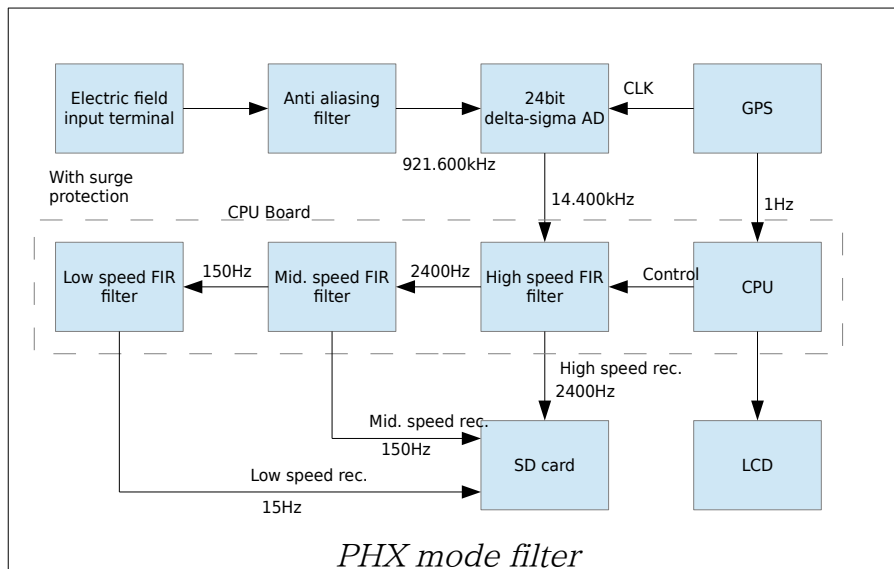 Electric field
input terminal
Anti aliasing
filter
24bit
delta-sigma AD
CLK
GPS
921.600kHz
With surge
protection
14.400kHz
1Hz
CPU Board
Low speed FIR
filter
150Hz
Mid. speed FIR
filter
2400Hz
High speed FIR
filter
Control
CPU
High speed rec.
2400Hz
Mid. speed rec.
150Hz
SD card
LCD
Low speed rec.
15Hz
PHX mode filter